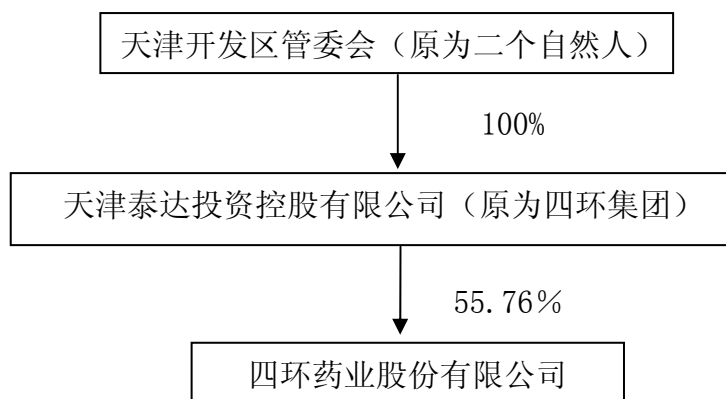 天津开发区管委会（原为二个自然人）
100%
天津泰达投资控股有限公司（原为四环集团）
55.76％
四环药业股份有限公司